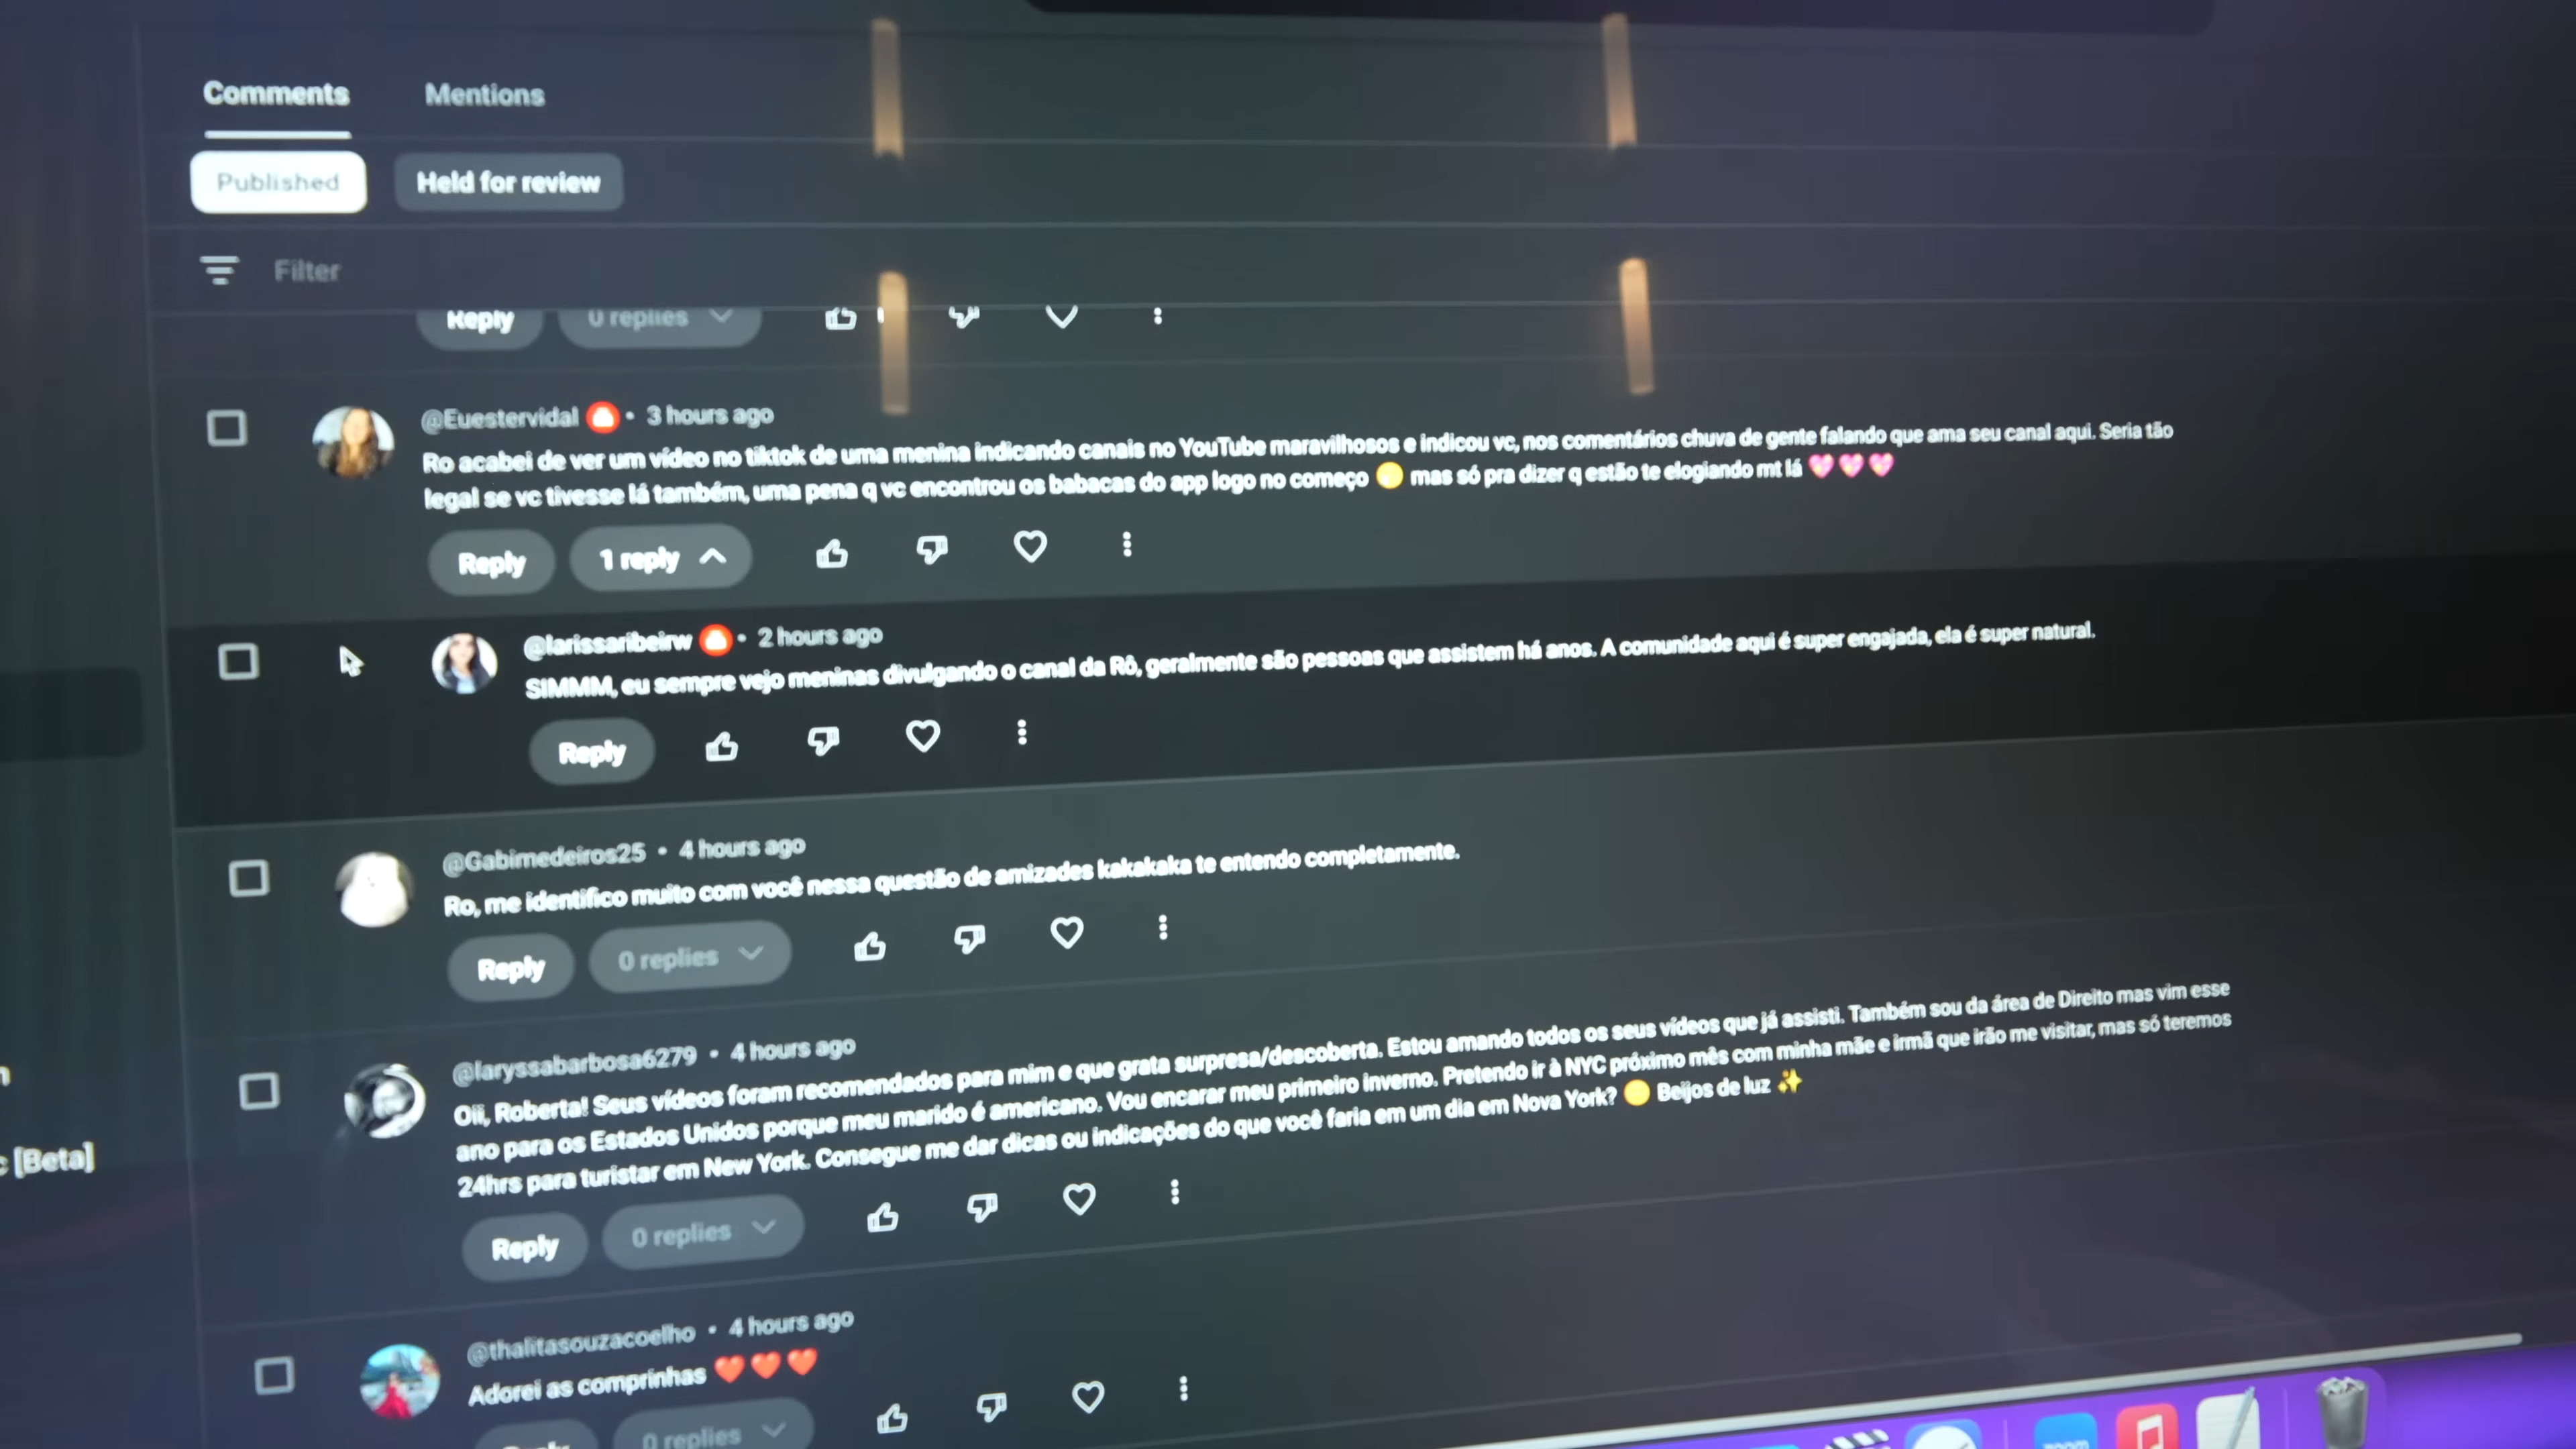 Comments Mentions
Published Held for review
Filter
Reply 0 replies
@Euestervidal • 3 hours ago
Ro acabei de ver um vídeo no tiktok de uma menina indicando canais no YouTube maravilhosos e indicou vc, nos comentários chuva de gente falando que ama seu canal aqui. Seria tão
legal se vc tivesse lá também, uma pena q vc encontrou os babacas do app logo no começo 🙁 mas só pra dizer q estão te elogiando mt lá 💖💖💖
Reply 1 reply
@larissaribeirw • 2 hours ago
SIMMM, eu sempre vejo meninas divulgando o canal da Rô, geralmente são pessoas que assistem há anos. A comunidade aqui é super engajada, ela é super natural.
Reply
@Gabimedeiros25 • 4 hours ago
Ro, me identifico muito com você nessa questão de amizades kakakaka te entendo completamente.
Reply 0 replies
@laryssabarbosa6279 • 4 hours ago
Oii, Roberta! Seus vídeos foram recomendados para mim e que grata surpresa/descoberta. Estou amando todos os seus vídeos que já assisti. Também sou da área de Direito mas vim esse
ano para os Estados Unidos porque meu marido é americano. Vou encarar meu primeiro inverno. Pretendo ir à NYC próximo mês com minha mãe e irmã que irão me visitar, mas só teremos
24hrs para turistar em New York. Consegue me dar dicas ou indicações do que você faria em um dia em Nova York? Beijos de luz ✨
[Beta]
Reply 0 replies
@thalitasouzacoelho • 4 hours ago
Adorei as comprinhas ❤️❤️❤️
0 replies
zoom